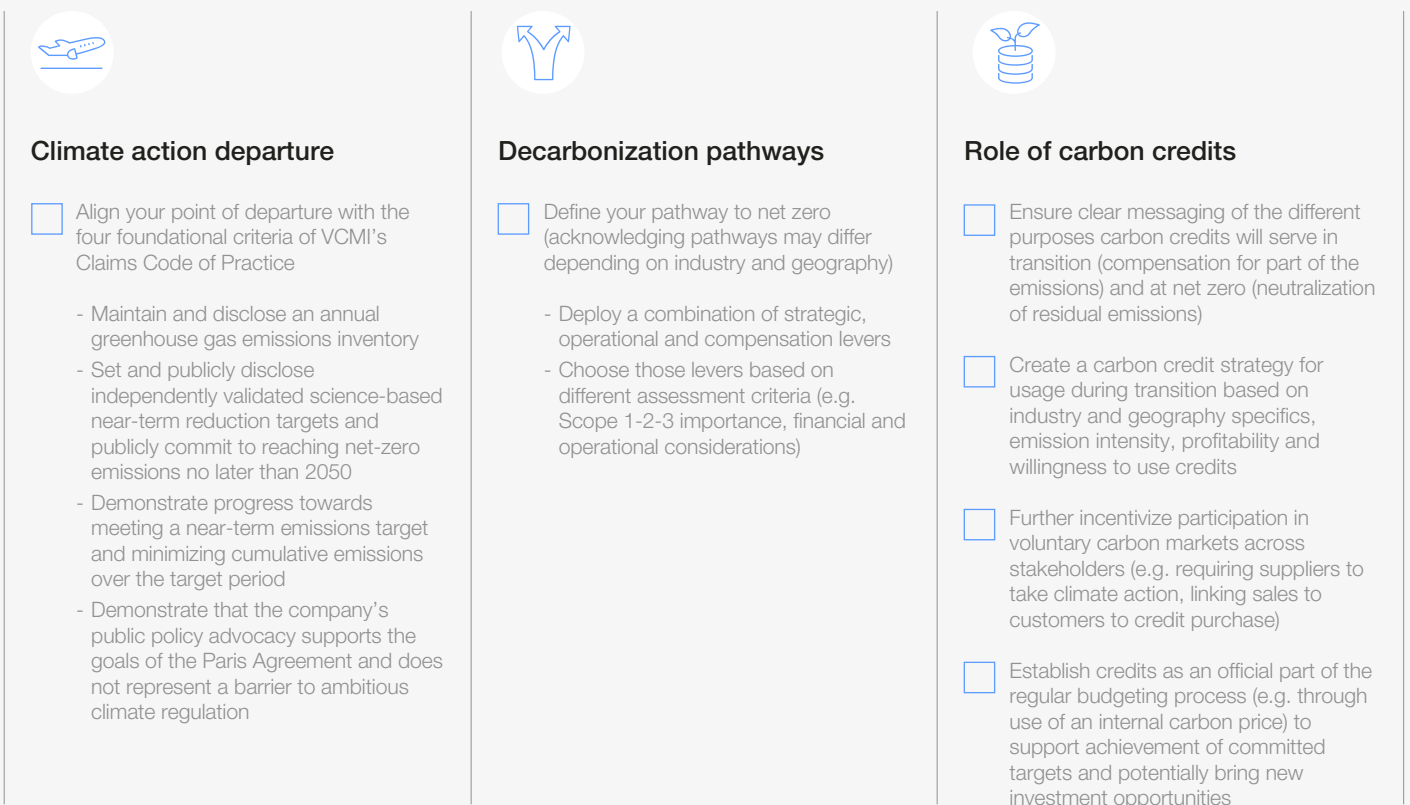 Climate action departure
Align your point of departure with the
four foundational criteria of VCMI's
Claims Code of Practice
- Maintain and disclose an annual
greenhouse gas emissions inventory
- Set and publicly disclose
independently validated science-based
near-term reduction targets and
publicly commit to reaching net-zero
emissions no later than 2050
- Demonstrate progress towards
meeting a near-term emissions target
and minimizing cumulative emissions
over the target period
- Demonstrate that the company's
public policy advocacy supports the
goals of the Paris Agreement and does
not represent a barrier to ambitious
climate regulation
Decarbonization pathways
Define your pathway to net zero
(acknowledging pathways may differ
depending on industry and geography)
- Deploy a combination of strategic,
operational and compensation levers
- Choose those levers based on
different assessment criteria (e.g.
Scope 1-2-3 importance, financial and
operational considerations)
Role of carbon credits
Ensure clear messaging of the different
purposes carbon credits will serve in
transition (compensation for part of the
emissions) and at net zero (neutralization
of residual emissions)
Create a carbon credit strategy for
usage during transition based on
industry and geography specifics,
emission intensity, profitability and
willingness to use credits
Further incentivize participation in
voluntary carbon markets across
stakeholders (e.g. requiring suppliers to
take climate action, linking sales to
customers to credit purchase)
Establish credits as an official part of the
regular budgeting process (e.g. through
use of an internal carbon price) to
support achievement of committed
targets and potentially bring new
investment opportunities